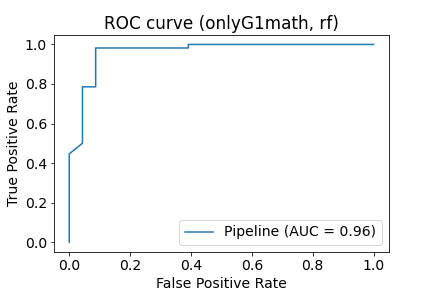 ROC curve (onlyG1math, rf)
True Positive Rate
1.0
0.8
0.6
0.4
0.2
0.0
Pipeline (AUC = 0.96)
0.0 0.2 0.4 0.6 0.8 1.0
False Positive Rate